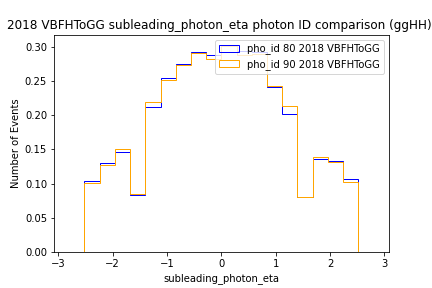 2018 VBFHToGG subleading_photon_eta photon ID comparison (ggHH)
pho_id 80 2018 VBFHToGG
pho_id 90 2018 VBFHToGG
Number of Events
0.30
0.25
0.20
0.15
0.10
0.05
0.00
−3 −2 −1 0 1 2 3
subleading_photon_eta